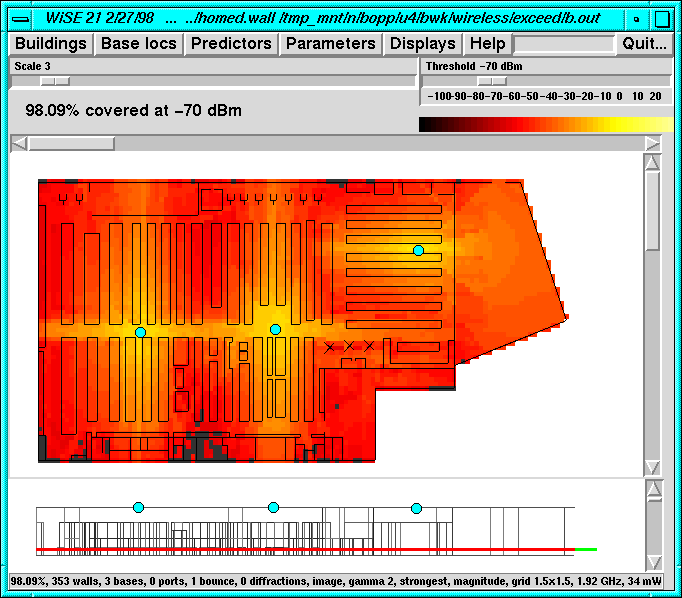 WiSE 21 2/27/98 ... .../homed.wall /tmp_mnt/n/bopp/u4/bwk/wireless/exceed/b.out
Buildings Base locs Predictors Parameters Displays Help Quit...
Scale 3
Threshold −70 dBm
−100−90−80−70−60−50−40−30−20−10 0 10 20
98.09% covered at −70 dBm
98.09%, 353 walls, 3 bases, 0 ports, 1 bounce, 0 diffractions, image, gamma 2, strongest, magnitude, grid 1.5x1.5, 1.92 GHz, 34 mW